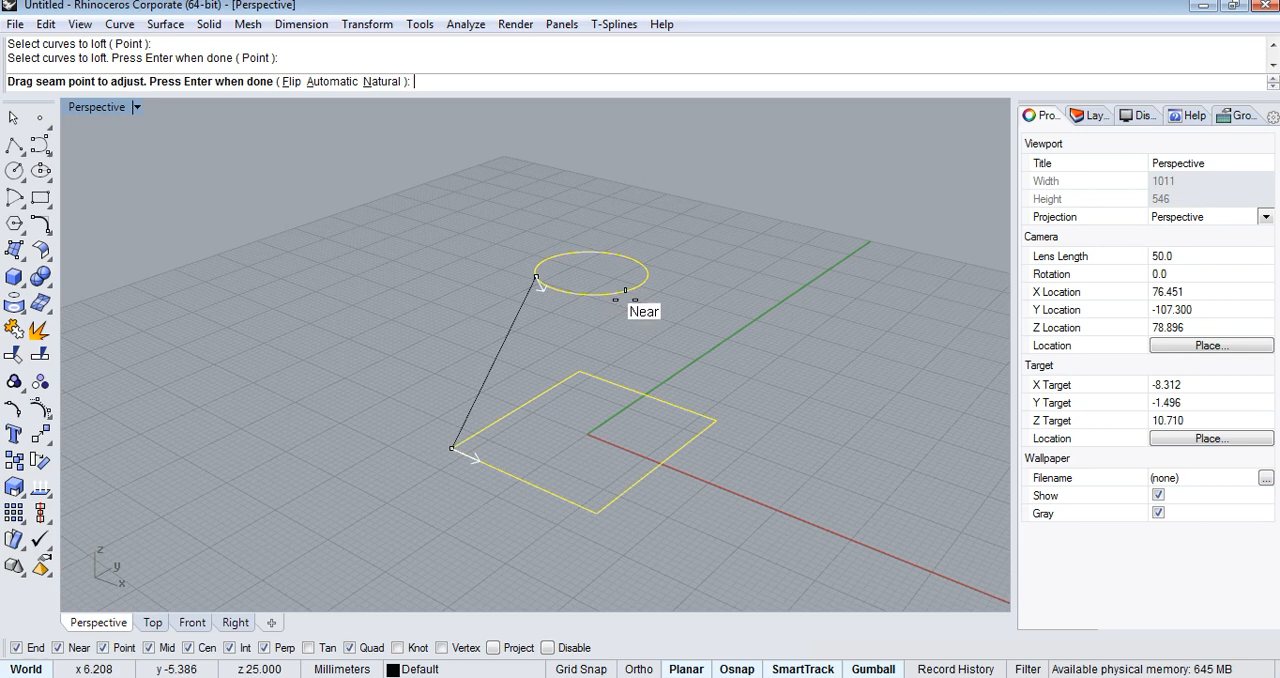 Untitled - Rhinoceros Corporate (64-bit) - [Perspective]
File Edit View Curve Surface Solid Mesh Dimension Transform Tools Analyze Render Panels T-Splines Help
Select curves to loft ( Point ):
Select curves to loft. Press Enter when done ( Point ):
Drag seam point to adjust. Press Enter when done ( Flip Automatic Natural ):
Perspective
Pro... Lay... Dis... Help Gro...
Viewport
Title Perspective
Width 1011
Height 546
Projection Perspective
Camera
Lens Length 50.0
Rotation 0.0
X Location 76.451
Y Location -107.300
Z Location 78.896
Location Place...
Target
X Target -8.312
Y Target -1.496
Z Target 10.710
Location Place...
Wallpaper
Filename (none) ...
Show
Gray
Near
z
y
x
Perspective Top Front Right
End Near Point Mid Cen Int Perp Tan Quad Knot Vertex Project Disable
World x 6.208 y -5.386 z 25.000 Millimeters Default Grid Snap Ortho Planar Osnap SmartTrack Gumball Record History Filter Available physical memory: 645 MB